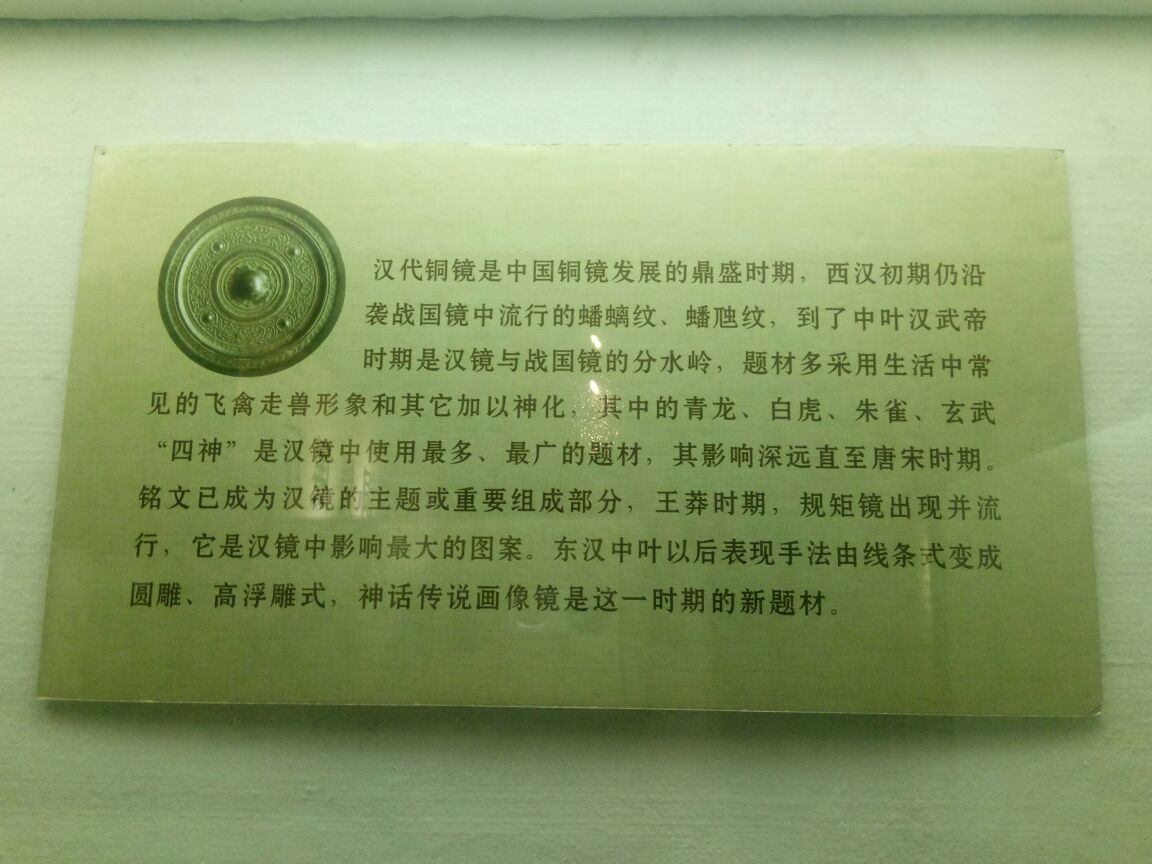 汉代铜镜是中国铜镜发展的鼎盛时期，西汉初期仍沿
袭战国镜中流行的蟠螭纹、蟠虺纹，到了中叶汉武帝
时期是汉镜与战国镜的分水岭，题材多采用生活中常
见的飞禽走兽形象和其它加以神化，其中的青龙、白虎、朱雀、玄武
“四神”是汉镜中使用最多、最广的题材，其影响深远直至唐宋时期。
铭文已成为汉镜的主题或重要组成部分，王莽时期，规矩镜出现并流
行，它是汉镜中影响最大的图案。东汉中叶以后表现手法由线条式变成
圆雕、高浮雕式，神话传说画像镜是这一时期的新题材。